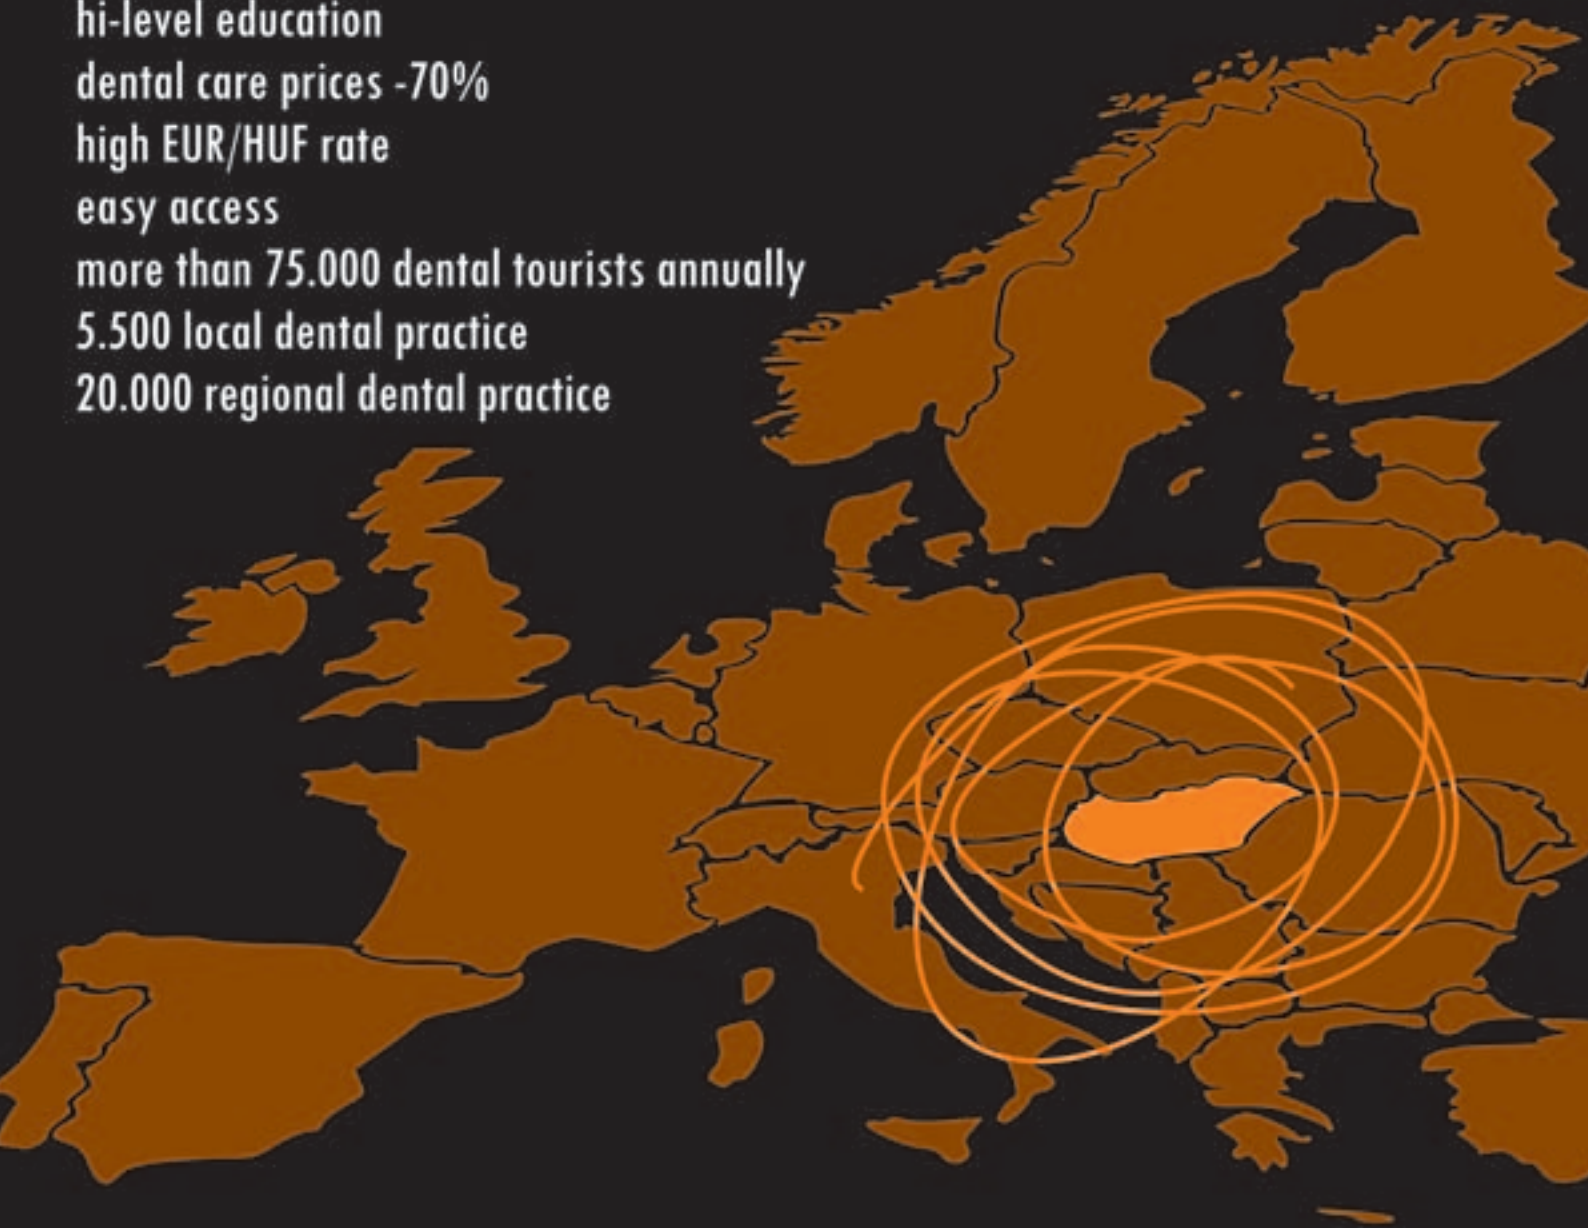 hi-level education
dental care prices -70%
high EUR/HUF rate
easy access
more than 75.000 dental tourists annually
5.500 local dental practice
20.000 regional dental practice